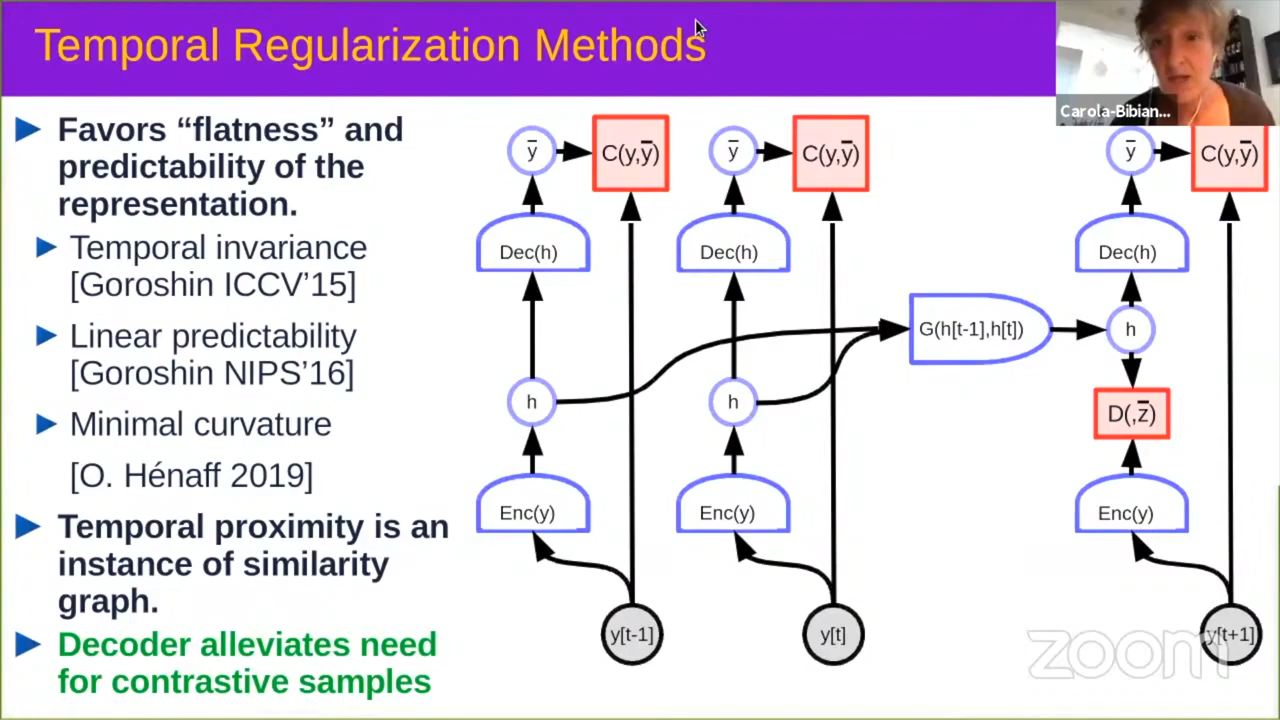 Temporal Regularization Methods
Carola-Bibian...
Favors “flatness” and
predictability of the
representation.
Temporal invariance
[Goroshin ICCV’15]
Linear predictability
[Goroshin NIPS’16]
Minimal curvature
[O. Hénaff 2019]
Temporal proximity is an
instance of similarity
graph.
Decoder alleviates need
for contrastive samples
ȳ
C(y,ȳ)
ȳ
C(y,ȳ)
ȳ
C(y,ȳ)
Dec(h)
Dec(h)
Dec(h)
G(h[t-1],h[t])
h
h
h
D(,z̄)
Enc(y)
Enc(y)
Enc(y)
y[t-1]
y[t]
y[t+1]
zoom